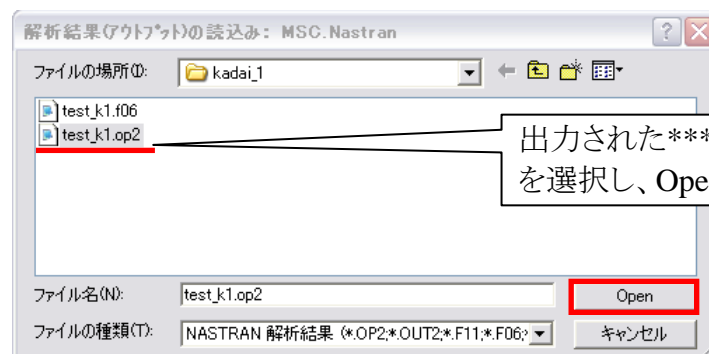 解析結果(アウトプット)の読込み: MSC.Nastran
ファイルの場所(I):
kadai_1
test_k1.f06
test_k1.op2
出力された***
を選択し、Ope
ファイル名(N):
test_k1.op2
Open
ファイルの種類(T):
NASTRAN 解析結果 (*.OP2;*.OUT2;*.F11;*.F06;
キャンセル